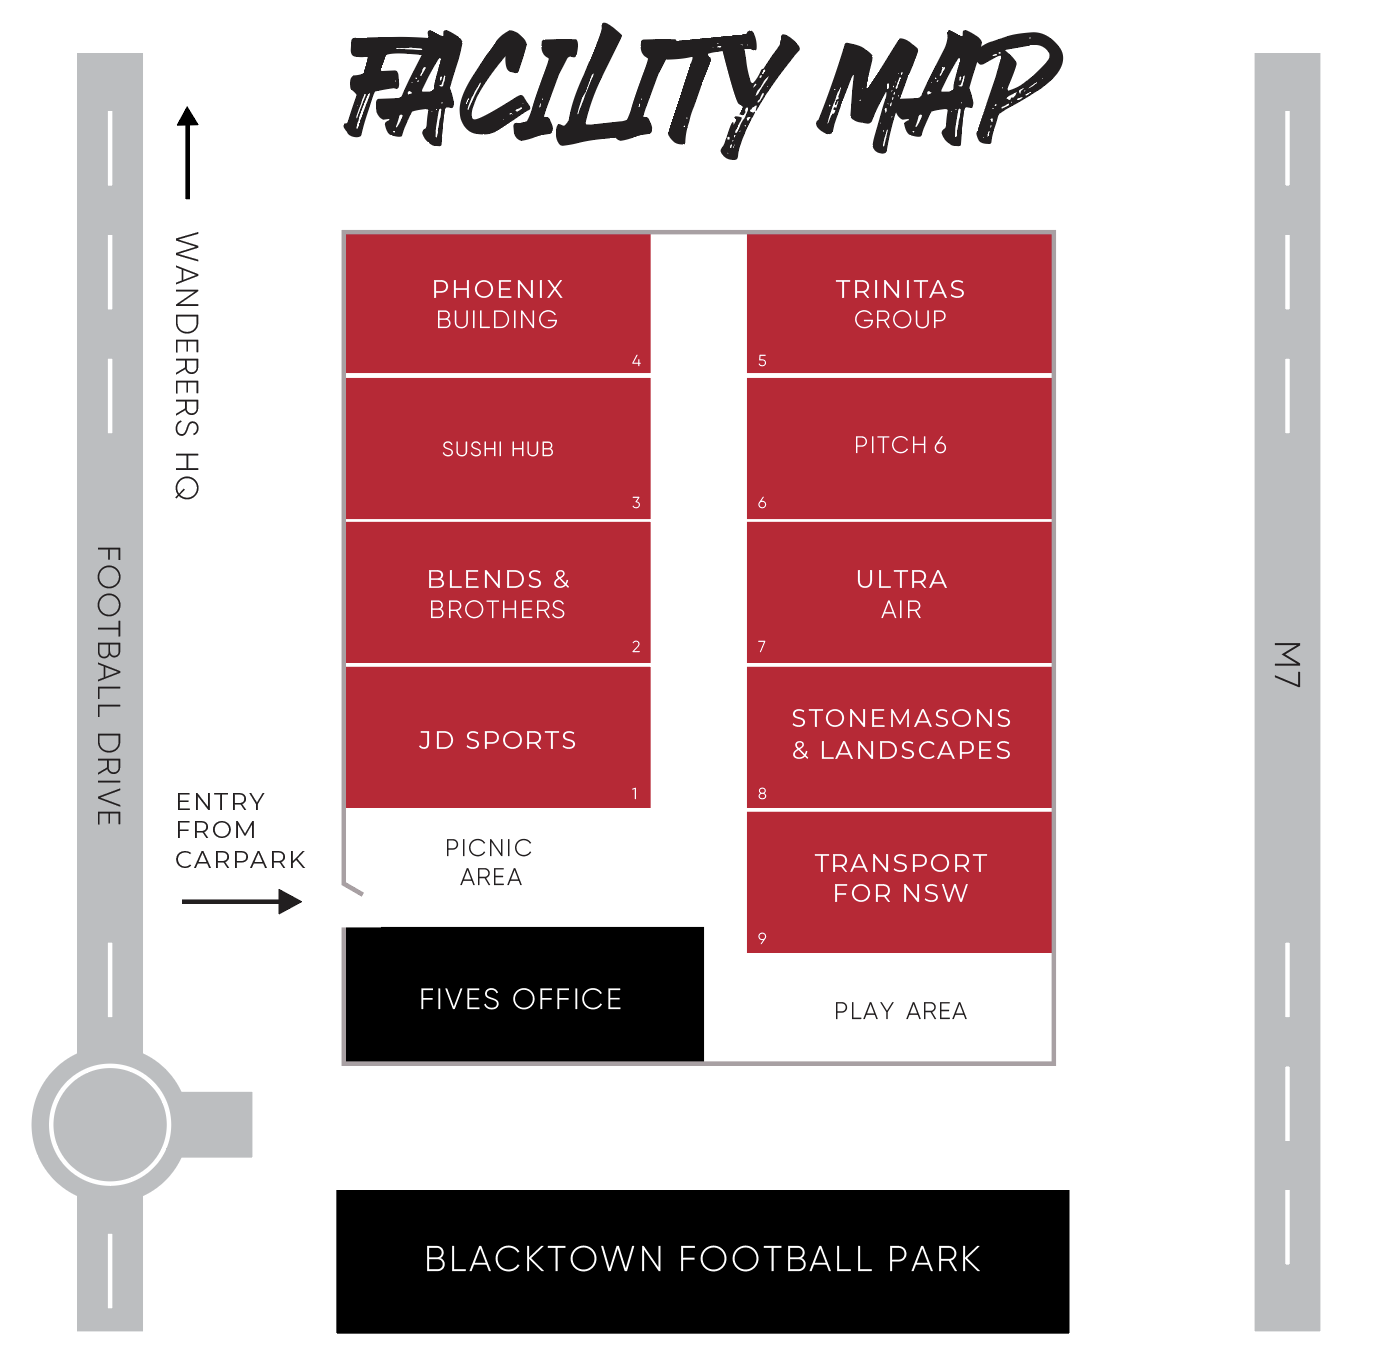 FACILITY MAP
WANDERERS HQ
FOOTBALL DRIVE
ENTRY
FROM
CARPARK
PHOENIX
BUILDING
4
SUSHI HUB
3
BLENDS &
BROTHERS
2
JD SPORTS
1
PICNIC
AREA
FIVES OFFICE
TRINITAS
GROUP
5
PITCH 6
6
ULTRA
AIR
7
STONEMASONS
& LANDSCAPES
8
TRANSPORT
FOR NSW
9
PLAY AREA
M7
BLACKTOWN FOOTBALL PARK